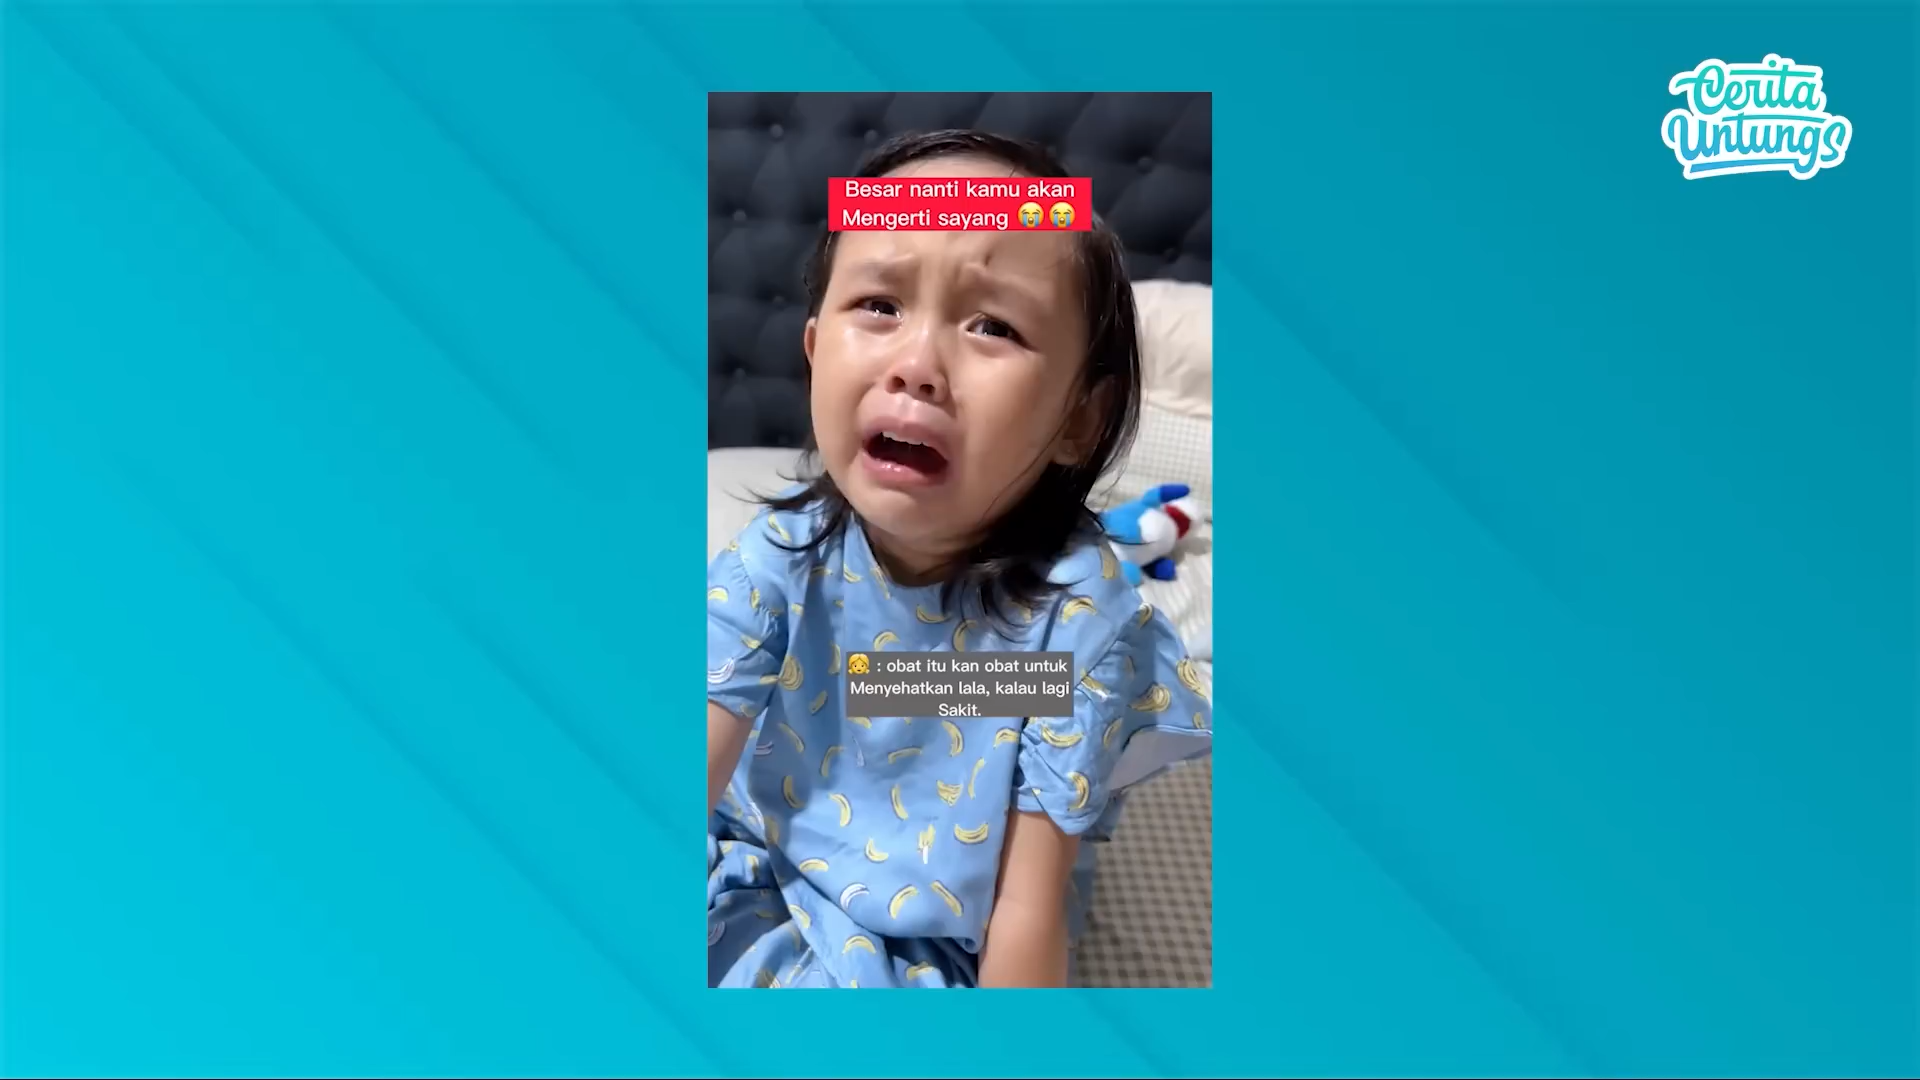 Cerita
Untungs
Besar nanti kamu akan
Mengerti sayang 😭😭
👧 : obat itu kan obat untuk
Menyehatkan lala, kalau lagi
Sakit.